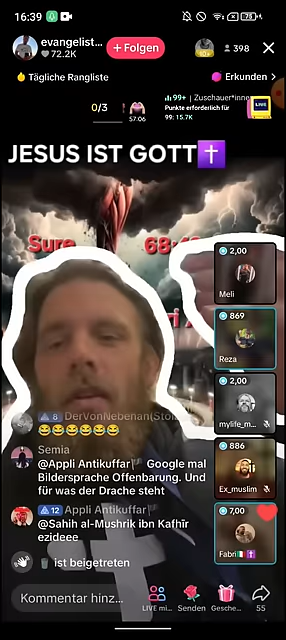 16:39
75
evangelist...
72.2K
+ Folgen
398
Tägliche Rangliste
Erkunden >
0/3
57:06
99+ | Zuschauer*innen
Punkte erforderlich für
99: 15.7K
LIVE
JESUS IST GOTT✝
Sure
2,00
Meli
869
Reza
2,00
mylife_m...
886
Ex_muslim
7,00
Fabri
8 DerVonNebenan
😂😂😂😂😂😂
Semia
@Appli Antikuffar Google mal
Bildersprache Offenbarung. Und
für was der Drache steht
12 Appli Antikuffar
@Sahih al-Mushrik ibn Kafhīr
ezideee
ist beigetreten
Kommentar hinz...
LIVE mi...
Senden
Gesche...
55